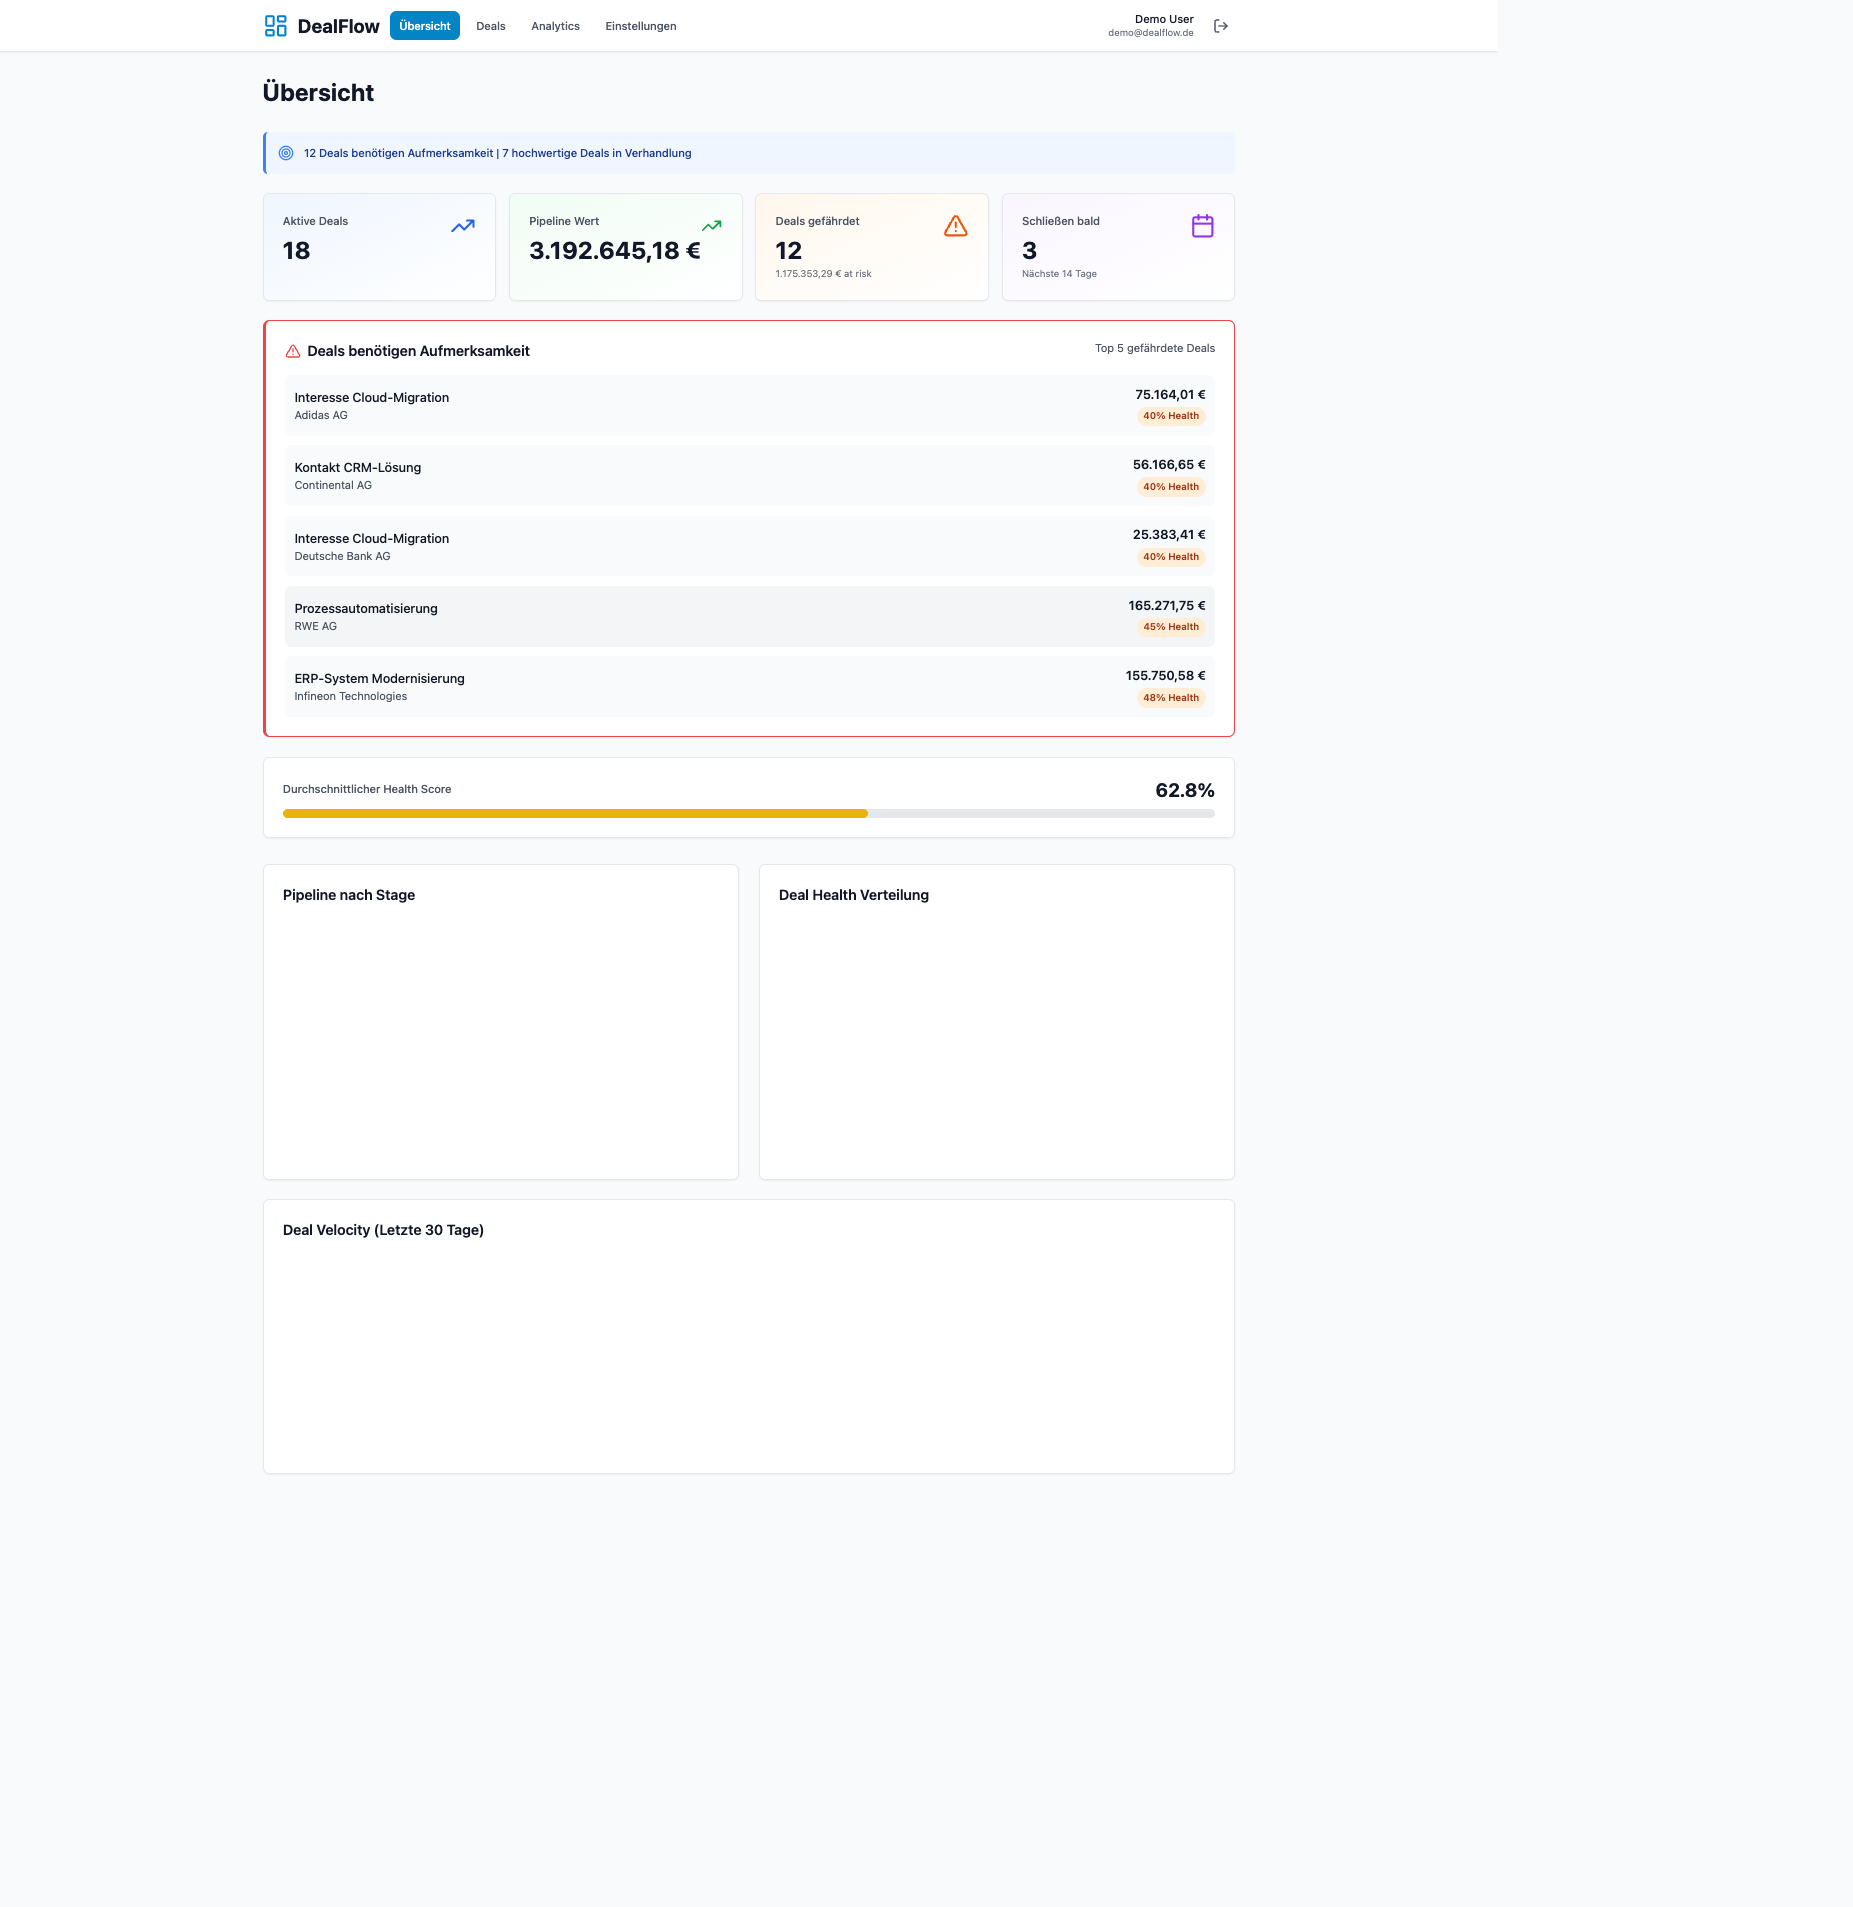 DealFlow
Übersicht
Deals
Analytics
Einstellungen
Demo User
demo@dealflow.de
Übersicht
12 Deals benötigen Aufmerksamkeit | 7 hochwertige Deals in Verhandlung
Aktive Deals
18
Pipeline Wert
3.192.645,18 €
Deals gefährdet
12
1.175.353,29 € at risk
Schließen bald
3
Nächste 14 Tage
Deals benötigen Aufmerksamkeit
Top 5 gefährdete Deals
Interesse Cloud-Migration
Adidas AG
75.164,01 €
40% Health
Kontakt CRM-Lösung
Continental AG
56.166,65 €
40% Health
Interesse Cloud-Migration
Deutsche Bank AG
25.383,41 €
40% Health
Prozessautomatisierung
RWE AG
165.271,75 €
45% Health
ERP-System Modernisierung
Infineon Technologies
155.750,58 €
48% Health
Durchschnittlicher Health Score
62.8%
Pipeline nach Stage
Deal Health Verteilung
Deal Velocity (Letzte 30 Tage)